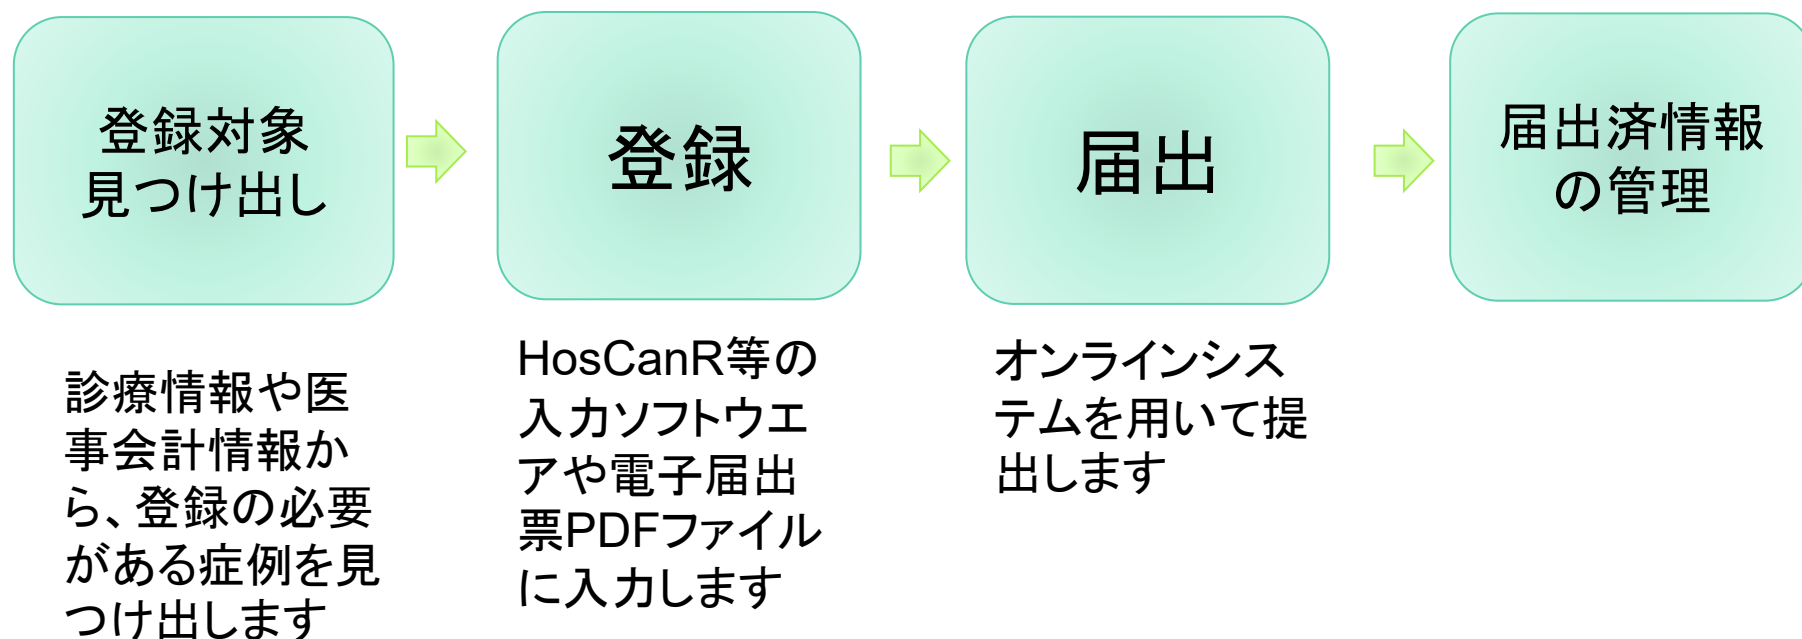 登録対象
見つけ出し
登録
届出
届出済情報
の管理
診療情報や医
事会計情報か
ら、登録の必要
がある症例を見
つけ出します
HosCanR等の
入力ソフトウエ
アや電子届出
票PDFファイル
に入力します
オンラインシス
テムを用いて提
出します